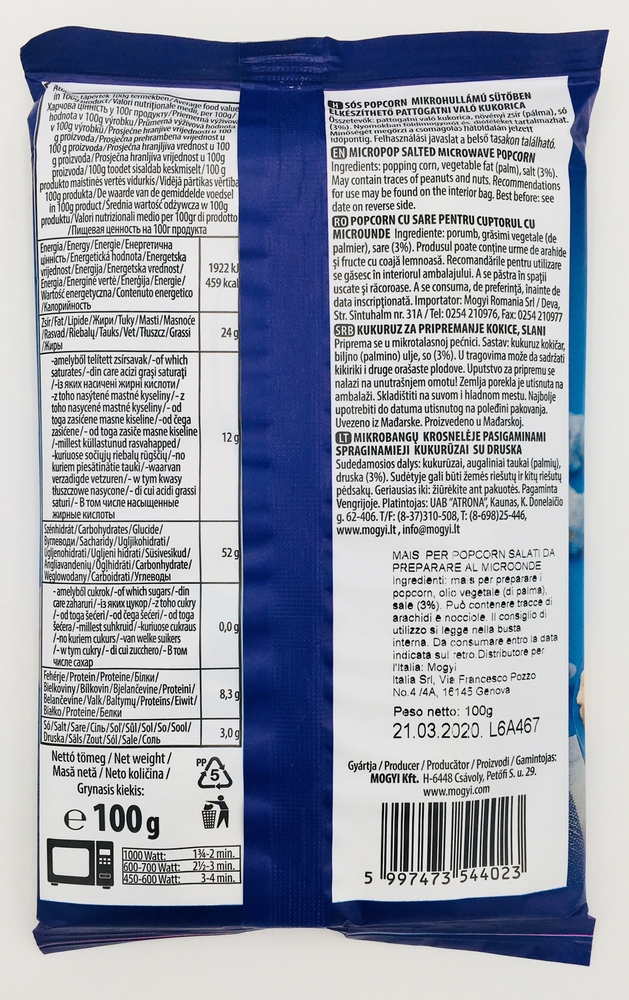 in 100g product/Valori nutriționale medii, per 100g/
Харчова цінність у 100г продукту/Priemerná výživová
hodnota v 100g výrobku/Průměrná výživová hodnota
v 100g výrobků/Prosječne hranjive vrijednosti u 100
g proizvoda/Prosječna prehrambena vrijednost u
100 g proizvoda/Prosječna hranjljiva vrednost u 100
g proizvoda/Prosječna hranljiva vrijednost u 100g
proizvoda/100g toodet sisaldab keskmiselt/100 g
produkto maistinės vertės vidurkis/Vidējā pārtikas vērtība
100g produkta/De waarde van de gemiddelde voedsel
in 100g product/Średnia wartość odżywcza w 100g
produktu/Valori nutrizionali medio per 100gr di prodotto
/Пищевая ценность на 100г продукта
Energia/Energy/Energie/Енергетична
цінність/Energetická hodnota/Energetska
vrijednost/Energija/Energetska vrednost/
Energia/Energinė vertė/Enerģija/Energie/
Wartość energetyczna/Contenuto energetico
/Калорийность
1922 kJ
459 kcal
Zsír/Fat/Lipide/Жири/Tuky/Masti/Masnoće
/Rasvad/Riebalų/Tauks/Vet/Tłuszcz/Grassi
/Жиры
24 g
-amelyből telített zsírsavak/-of which
saturates/-din care acizi grași saturați
/-із яких насичені жирні кислоти/
-z toho nasýtené mastné kyseliny/- z
toho nasycené mastné kyseliny/- od
toga zasićene masne kiseline/-od čega
zasićene/- od toga zasiće masne kiseline
/-millest küllastunud rasvahapped/
-kuriuose sočiųjų riebalų rūgščių/-no
kuriem piesātinātie tauki/-waarvan
verzadigde vetzuren/- w tym kwasy
tłuszczowe nasycone/- di cui acidi grassi
saturi/- В том числе насыщенные
жирные кислоты
12 g
Szénhidrát/Carbohydrates/Glucide/
Вуглеводи/Sacharidy/Ugljikohidrati/
Ugljenohidrati/Ugljeni hidrati/Süsivesikud/
Angliavandenių/Ogļhidrāti/Carbonhydrate/
Węglowodany/Carboidrati/Углеводы
52 g
-amelyből cukrok/-of which sugars/-din
care zaharuri/-із яких цукор/-z toho cukry
/-od toga šećeri/-od čega šećeri/- od toga
šećera/-millest suhkruid/-kuriuose cukraus
/-no kuriem cukurs/-van welke suikers
/-w tym cukry/- di cui zucchero/- В том
числе сахар
0,0 g
Fehérje/Protein/Proteine/Білки/
Bielkoviny/Bílkovin/Bjelančevine/Proteini/
Belančevine/Valk/Baltymų/Proteins/Eiwit/
Białko/Proteine/Белки
8,3 g
Só/Salt/Sare/Сіль/Soľ/Sůl/Sol/So/Sool/
Druska/Sāls/Zout/Sól/Sale/Соль
3,0 g
Nettó tömeg / Net weight /
Masă netă / Neto količina /
Grynasis kiekis:
e 100 g
PP
5
1000 Watt: 1¾-2 min.
600-700 Watt: 2½-3 min.
450-600 Watt: 3-4 min.
H SÓS POPCORN MIKROHULLÁMÚ SÜTŐBEN
ELKÉSZÍTHETŐ PATTOGATNI VALÓ KUKORICA
Összetevők: pattogatni való kukorica, növényi zsír (pálma), só
(3%). Nyomokban földimogyorót és dióféléket tartalmazhat.
Minőségét megőrzi a csomagolás hátoldalán jelzett
időpontig. Felhasználási javaslat a belső tasakon található.
EN MICROPOP SALTED MICROWAVE POPCORN
Ingredients: popping corn, vegetable fat (palm), salt (3%).
May contain traces of peanuts and nuts. Recommendations
for use may be found on the interior bag. Best before: see
date on reverse side.
RO POPCORN CU SARE PENTRU CUPTORUL CU
MICROUNDE Ingrediente: porumb, grăsimi vegetale (de
palmier), sare (3%). Produsul poate conține urme de arahide
și fructe cu coajă lemnoasă. Recomandările pentru utilizare
se găsesc în interiorul ambalajului. A se păstra în spații
uscate și răcoroase. A se consuma, de preferință, înainte de
data inscripționată. Importator: Mogyi Romania Srl / Deva,
Str. Sîntuhalm nr. 31A / Tel: 0254 210976, Fax: 0254 210977
SRB KUKURUZ ZA PRIPREMANJE KOKICE, SLANI
Priprema se u mikrotalasnoj pećnici. Sastav: kukuruz kokičar,
biljno (palmino) ulje, so (3%). U tragovima može da sadržati
kikiriki i druge orašaste plodove. Uputstvo za pripremu se
nalazi na unutrašnjem omotu! Zemlja porekla je utisnuta na
ambalaži. Skladištiti na suvom i hladnom mestu. Najbolje
upotrebiti do datuma utisnutog na poleđini pakovanja.
Uvezeno iz Mađarske. Proizvedeno u Mađarskoj.
LT MIKROBANGŲ KROSNELĖJE PASIGAMINAMI
SPRAGINAMIEJI KUKURŪZAI SU DRUSKA
Sudedamosios dalys: kukurūzai, augaliniai taukai (palmių),
druska (3%). Sudėtyje gali būti žemės riešutų ir kitų riešutų
pėdsakų. Geriausias iki: žiūrėkite ant pakuotės. Pagaminta
Vengrijoje. Platintojas: UAB "ATRONA", Kaunas, K. Donelaičio
g. 62-406. T/F: (8-37)310-508, T: (8-698)25-446,
www.mogyi.lt , info@mogyi.lt
MAIS PER POPCORN SALATI DA
PREPARARE AL MICROONDE
Ingredienti: mais per preparare i
popcorn, olio vegetale (di palma),
sale (3%). Può contenere tracce di
arachidi e nocciole. Il consiglio di
utilizzo si legge nella busta
interna. Da consumare entro la data
indicata sul retro.Distributore per
l'Italia: Mogyi
Italia Srl, Via Francesco Pozzo
No.4 /4A, 16145 Genova
Peso netto: 100g
21.03.2020. L6A467
Gyártja / Producer / Producător / Proizvodi / Gamintojas:
MOGYI Kft. H-6448 Csávoly, Petőfi S. u. 29.
www.mogyi.com
5 997473 544023